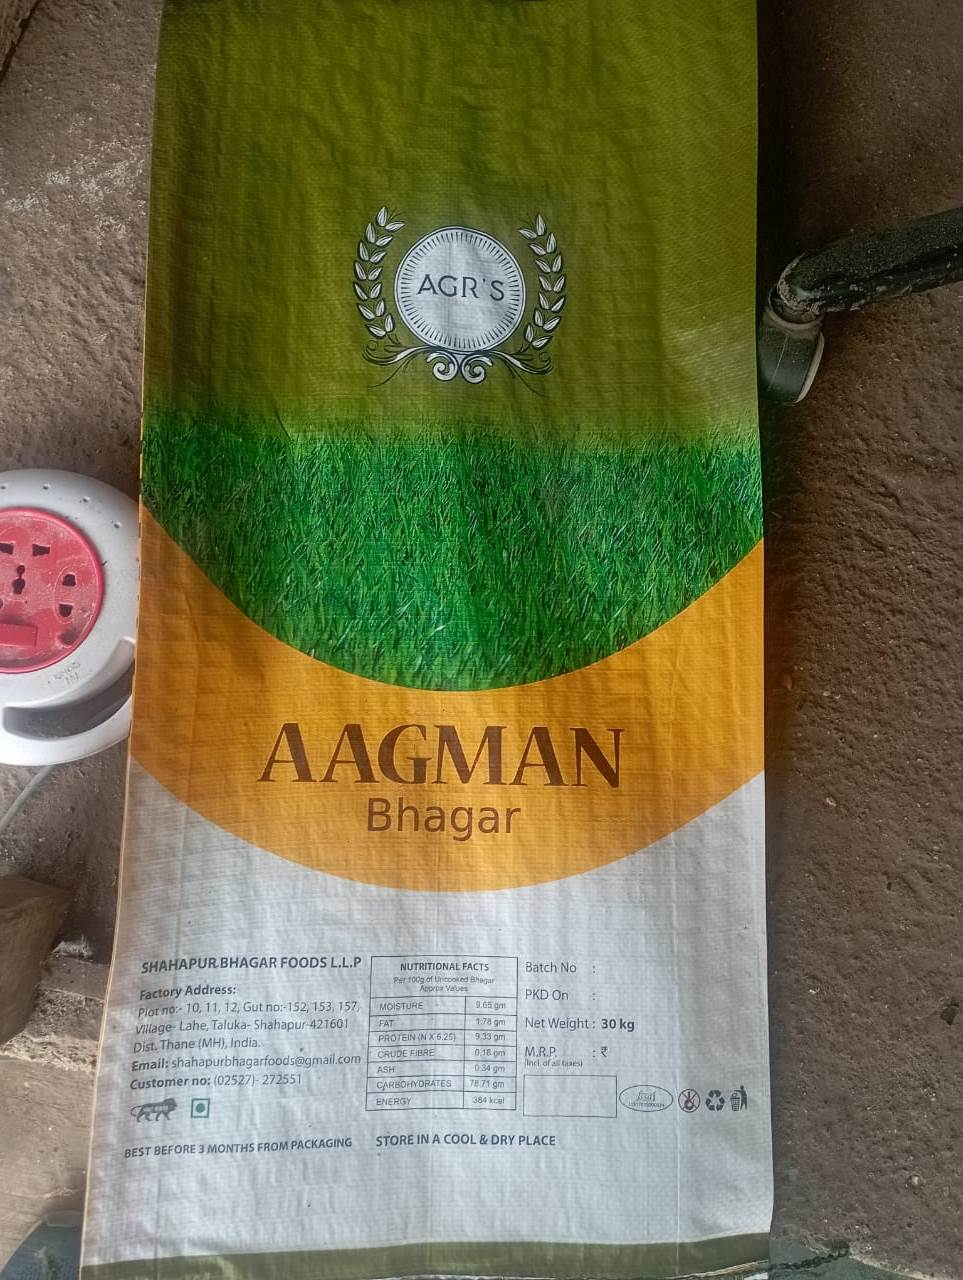 AGR'S
AAGMAN
Bhagar
SHAHAPUR BHAGAR FOODS L.L.P
Factory Address:
Plot no:- 10, 11, 12, Gut no:-152, 153, 157,
Village- Lahe, Taluka- Shahapur-421601
Dist. Thane (MH), India.
Email: shahapurbhagarfoods@gmail.com
Customer no: (02527)- 272551
BEST BEFORE 3 MONTHS FROM PACKAGING
NUTRITIONAL FACTS
Per 100g of Uncooked Bhagar
Approx Values
MOISTURE 9.65 gm
FAT 1.78 gm
PROTEIN (N X 6.25) 9.33 gm
CRUDE FIBRE 0.18 gm
ASH 0.34 gm
CARBOHYDRATES 78.71 gm
ENERGY 384 kcal
Batch No :
PKD On :
Net Weight : 30 kg
M.R.P. : ₹
(Incl. of all taxes)
fssai
STORE IN A COOL & DRY PLACE